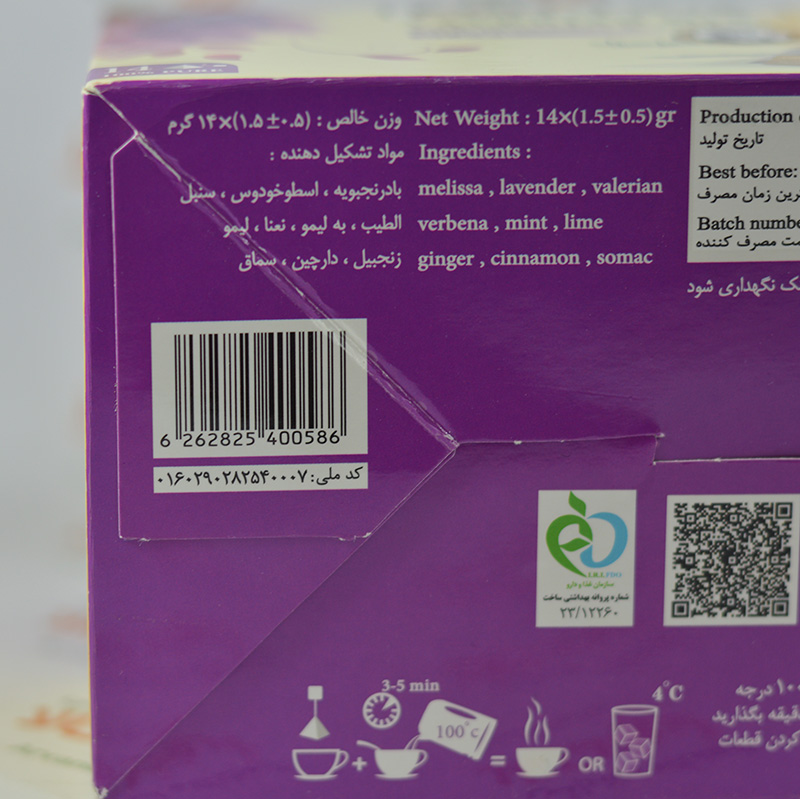 100% PURE
وزن خالص : (۱.۵±۰.۵)×۱۴ گرم
Net Weight : 14×(1.5±0.5)gr
مواد تشکیل دهنده :
Ingredients :
بادرنجبویه ، اسطوخودوس ، سنبل
melissa , lavender , valerian
الطیب ، به لیمو ، نعنا ، لیمو
verbena , mint , lime
زنجبیل ، دارچین ، سماق
ginger , cinnamon , somac
Production
تاریخ تولید
Best before:
زمان مصرف
Batch
مصرف کننده
نگهداری شود
6 262825 400586
کد ملی: ۰۱۶۰۲۹۰۲۸۲۵۴۰۰۰۷
I.R.I.FDO
سازمان غذا و دارو
شماره پروانه بهداشتی ساخت
۲۳/۱۲۲۶۰
3-5 min
100°c
+
=
OR
4°C
درجه
بگذارید
کردن قطعات